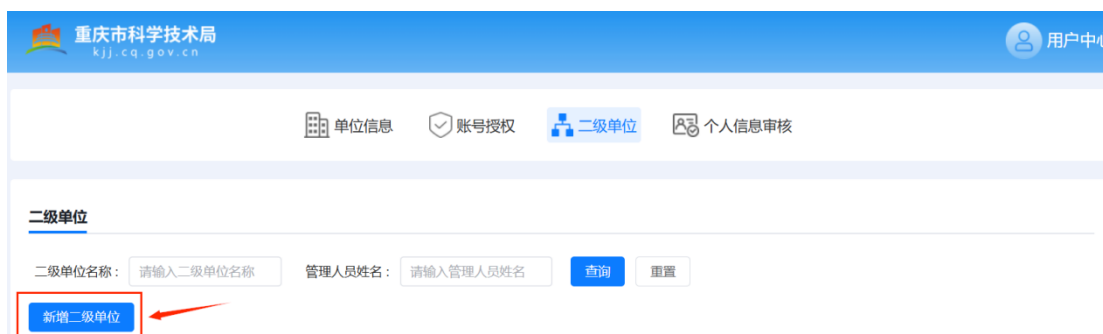 重庆市科学技术局
kjj.cq.gov.cn
用户中心
单位信息 账号授权 二级单位 个人信息审核
二级单位
二级单位名称： 请输入二级单位名称 管理人员姓名： 请输入管理人员姓名 查询 重置
新增二级单位